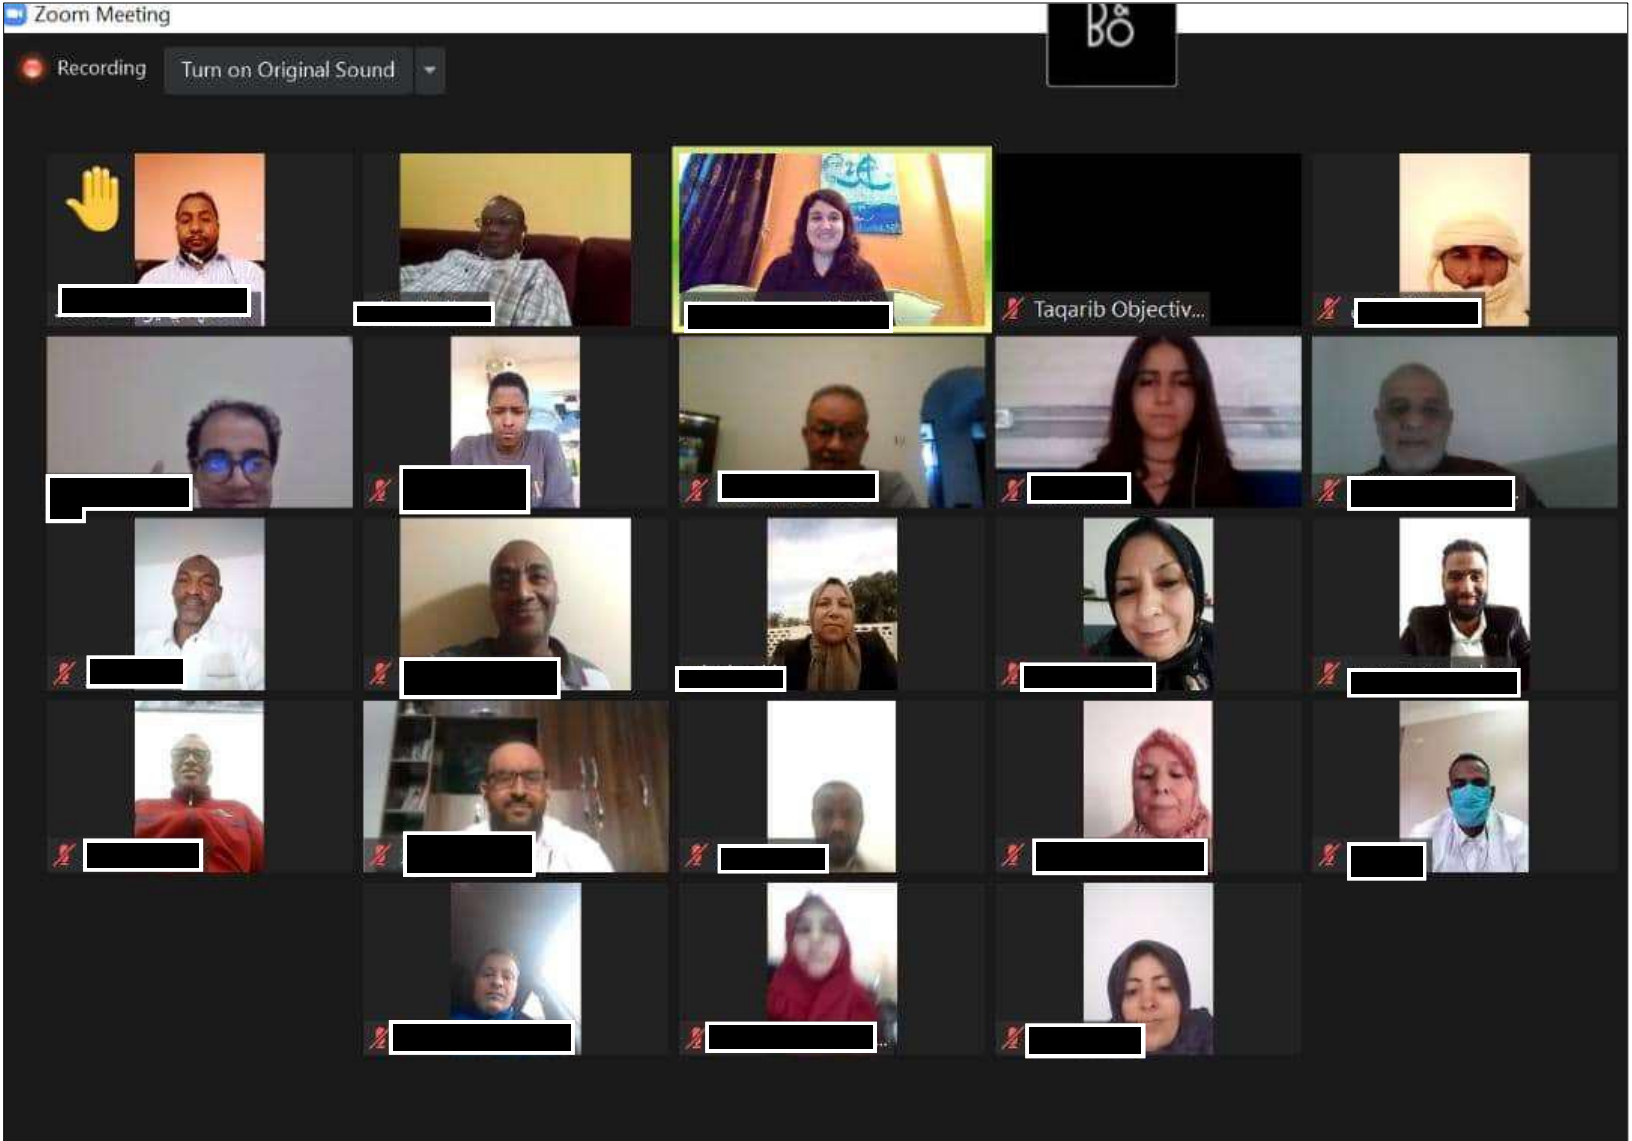 Zoom Meeting
B&O
Recording
Turn on Original Sound
Taqarib Objectiv...